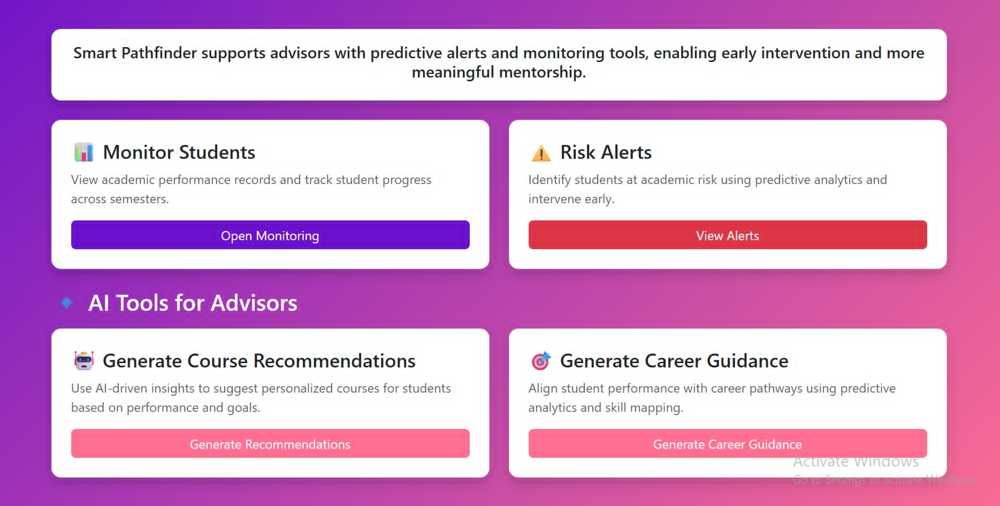 Smart Pathfinder supports advisors with predictive alerts and monitoring tools, enabling early intervention and more
meaningful mentorship.
Monitor Students
View academic performance records and track student progress
across semesters.
Open Monitoring
Risk Alerts
Identify students at academic risk using predictive analytics and
intervene early.
View Alerts
AI Tools for Advisors
Generate Course Recommendations
Use AI-driven insights to suggest personalized courses for students
based on performance and goals.
Generate Recommendations
Generate Career Guidance
Align student performance with career pathways using predictive
analytics and skill mapping.
Generate Career Guidance
Activate Windows
Go to Settings to activate Windows.